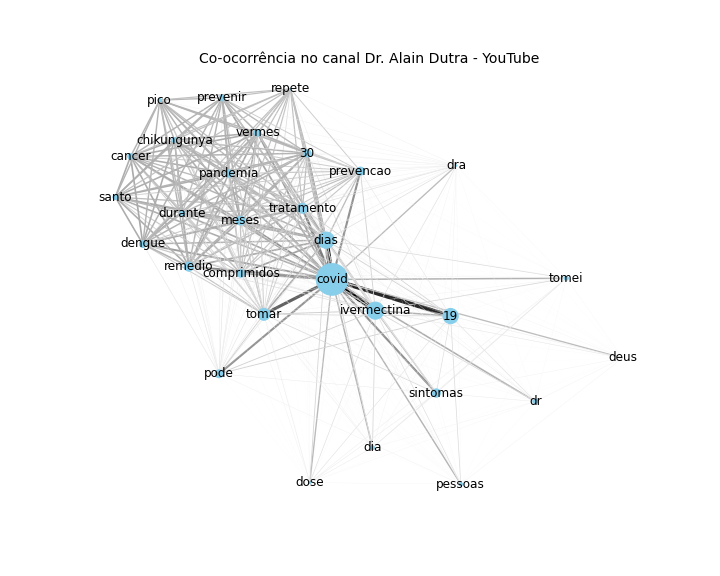 Co-ocorrência no canal Dr. Alain Dutra - YouTube
repete
pico
prevenir
vermes
chikungunya
30
cancer
dra
prevencao
pandemia
santo
tratamento
durante
meses
dias
dengue
remedio
comprimidos
covid
tomei
ivermectina
tomar
19
deus
pode
sintomas
dr
dia
dose
pessoas